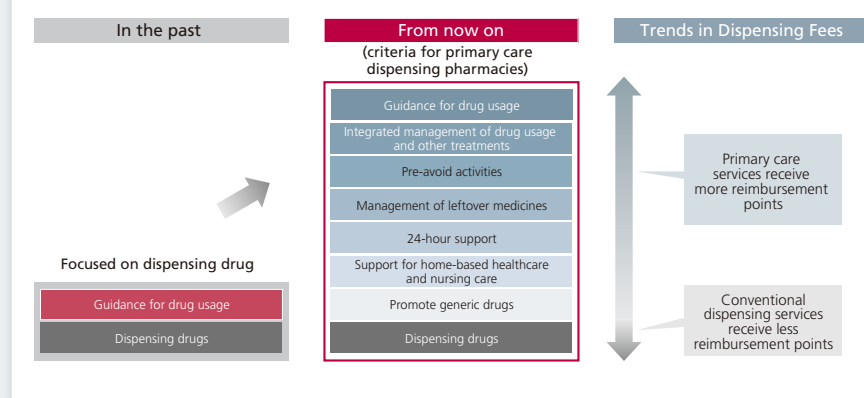 In the past
From now on
Trends in Dispensing Fees
(criteria for primary care
dispensing pharmacies)
Guidance for drug usage
Integrated management of drug usage
and other treatments
Pre-avoid activities
Management of leftover medicines
24-hour support
Support for home-based healthcare
and nursing care
Promote generic drugs
Dispensing drugs
Focused on dispensing drug
Guidance for drug usage
Dispensing drugs
Primary care
services receive
more reimbursement
points
Conventional
dispensing services
receive less
reimbursement points